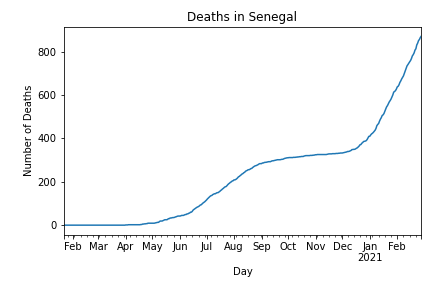 Deaths in Senegal
Number of Deaths
800
600
400
200
0
Feb Mar Apr May Jun Jul Aug Sep Oct Nov Dec Jan Feb
2021
Day